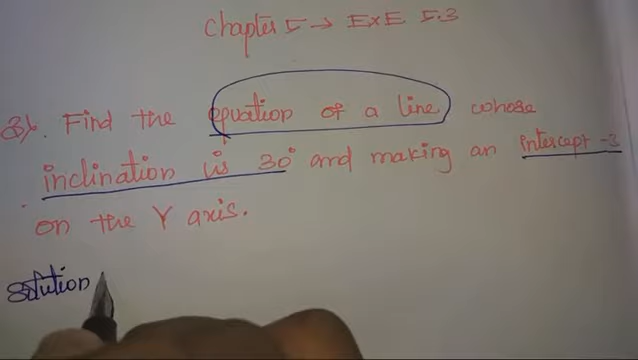 Chapter 5 → EXE 5.3
3). Find the equation of a line whose
inclination is 30° and making an intercept -3
on the Y axis.
Solution